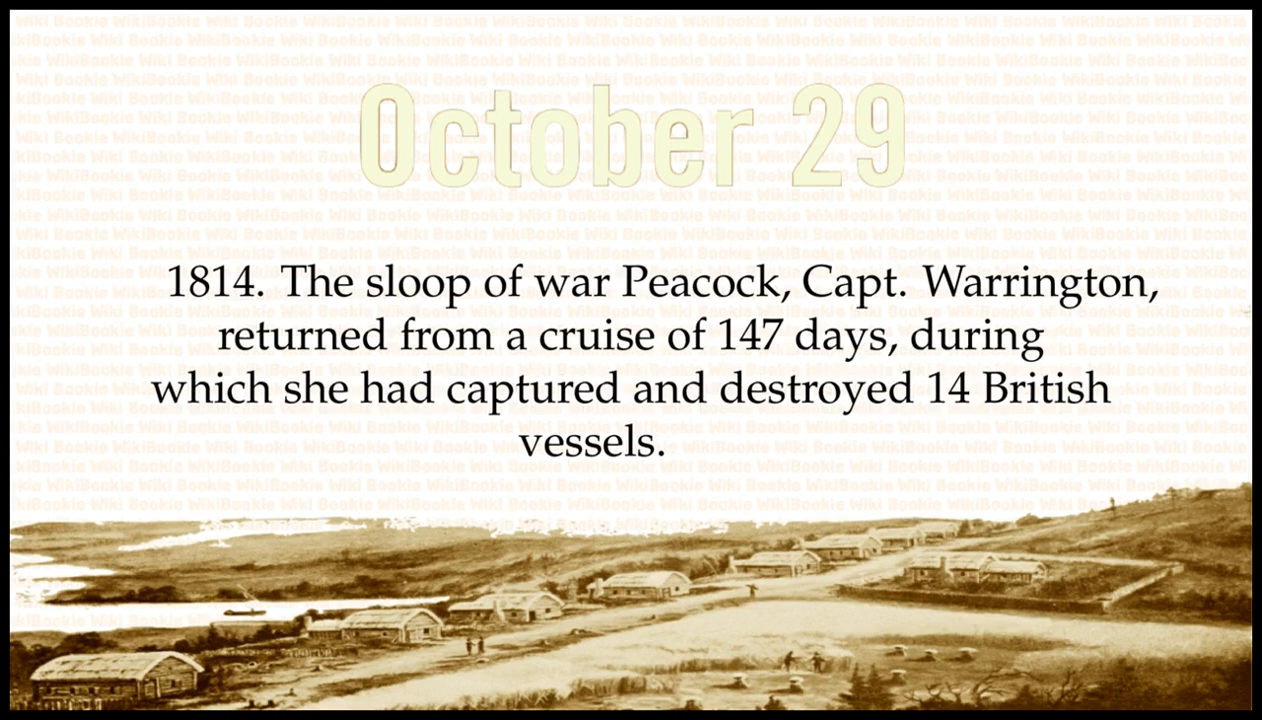 October 29
1814. The sloop of war Peacock, Capt. Warrington,
returned from a cruise of 147 days, during
which she had captured and destroyed 14 British
vessels.